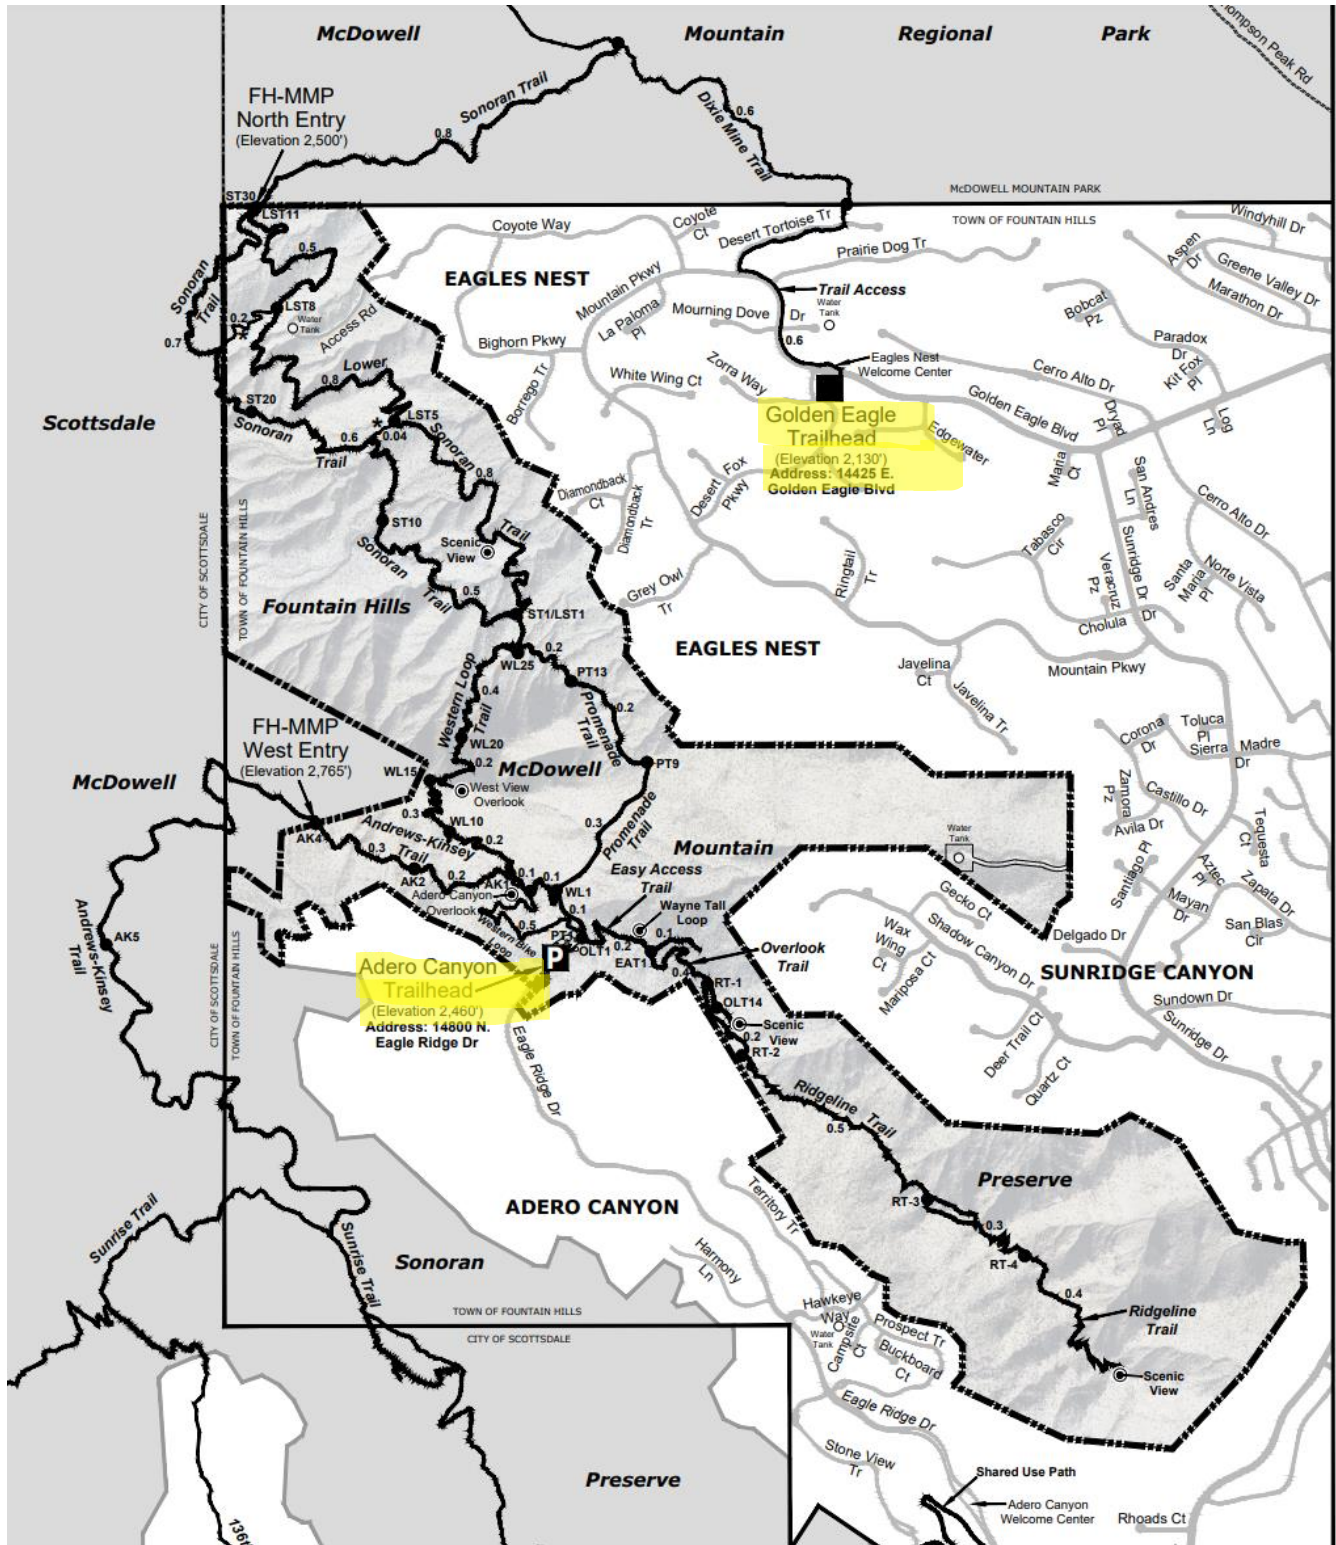 McDowell
Mountain
Regional
Park
Thompson Peak Rd
FH-MMP
North Entry
(Elevation 2,500')
Sonoran Trail
0.8
Dixie Mine Trail
0.6
McDOWELL MOUNTAIN PARK
TOWN OF FOUNTAIN HILLS
ST30
LST11
0.5
Sonoran
Trail
LST8
0.2
Water
Tank
Access Rd
0.7
Lower
0.8
ST20
Sonoran
Trail
0.6
*
0.04
LST5
Sonoran
0.8
Trail
ST10
Scenic
View
Sonoran
Trail
0.5
ST1/LST1
Coyote Way
Coyote
Ct
Desert Tortoise Tr
Prairie Dog Tr
EAGLES NEST
Mountain Pkwy
La Paloma
Pl
Mourning Dove
Dr
Trail Access
Water
Tank
0.6
Bighorn Pkwy
White Wing Ct
Zorra Way
Borrego Tr
Eagles Nest
Welcome Center
Golden Eagle
Trailhead
(Elevation 2,130')
Address: 14425 E.
Golden Eagle Blvd
Edgewater
Golden Eagle Blvd
Cerro Alto Dr
Windyhill Dr
Aspen
Dr
Greene Valley Dr
Marathon Dr
Bobcat
Pz
Paradox
Dr
Kit Fox
Pl
Dryad
Pl
Log
Ln
Maria
Ct
San Andres
Ln
Cerro Alto Dr
Diamondback
Ct
Diamondback
Tr
Desert Fox
Pkwy
Grey Owl
Tr
Ringtail
Tr
Tabasco
Cir
Veracruz
Pz
Sunridge Dr
Santa
Maria
Pl
Norte Vista
Cholula Dr
Mountain Pkwy
Scottsdale
CITY OF SCOTTSDALE
TOWN OF FOUNTAIN HILLS
Fountain Hills
EAGLES NEST
Javelina
Ct
Javelina Tr
WL25
0.2
PT13
Western Loop
Trail
0.4
Promenade
Trail
0.2
WL20
0.2
PT9
FH-MMP
West Entry
(Elevation 2,765')
McDowell
WL15
McDowell
West View
Overlook
0.3
WL10
0.2
0.3
Promenade
Trail
Mountain
AK4
Andrews-Kinsey
Trail
0.3
AK2
0.2
AK1
0.1
0.1
WL1
Adero Canyon
Overlook
0.5
Western Bike
Loop
0.1
PT1
OLT1
P
Easy Access
Trail
Wayne Tall
Loop
0.2
0.1
EAT1
0.4
Overlook
Trail
RT-1
OLT14
Scenic
View
0.2
RT-2
Adero Canyon
Trailhead
(Elevation 2,460')
Address: 14800 N.
Eagle Ridge Dr
Eagle Ridge Dr
Andrews-Kinsey
Trail
AK5
CITY OF SCOTTSDALE
TOWN OF FOUNTAIN HILLS
Water
Tank
Corona
Dr
Toluca
Pl
Sierra Madre
Dr
Zamora
Pz
Castillo Dr
Avila Dr
Santiago Pl
Tequesta
Ct
Aztec
Pl
Zapata Dr
Mayan
Dr
San Blas
Cir
Delgado Dr
Gecko Ct
Wax
Wing
Ct
Shadow Canyon Dr
Mariposa Ct
SUNRIDGE CANYON
Sundown Dr
Sunridge Dr
Deer Trail Ct
Quartz Ct
Ridgeline Trail
0.5
Preserve
RT-3
0.3
RT-4
0.4
Ridgeline
Trail
Scenic
View
ADERO CANYON
Territory Tr
Harmony
Ln
Hawkeye
Way
Water
Tank
Campsite
Ct
Prospect Tr
Buckboard
Ct
Eagle Ridge Dr
Stone View
Tr
Shared Use Path
Adero Canyon
Welcome Center
Rhoads Ct
Sunrise Trail
Sunrise Trail
Sonoran
TOWN OF FOUNTAIN HILLS
CITY OF SCOTTSDALE
Preserve
136th